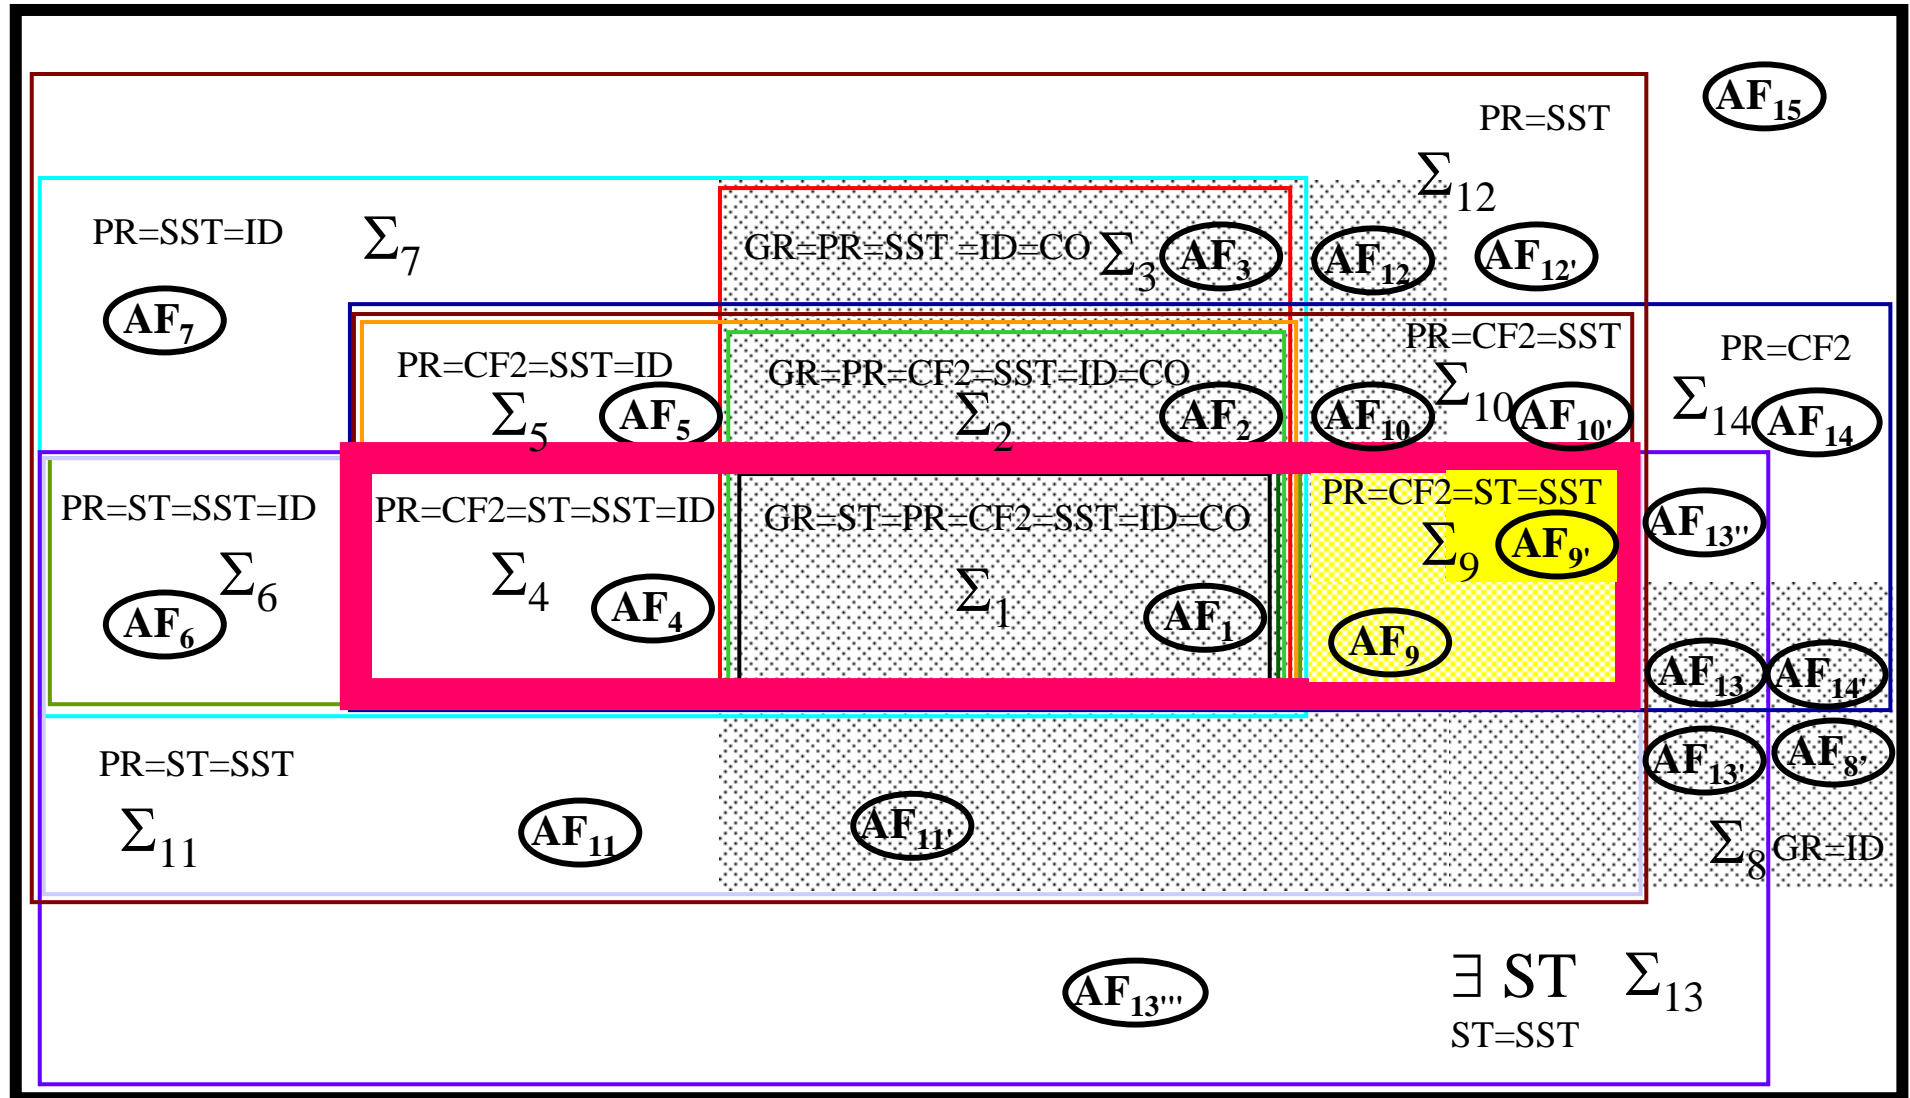 AF15
PR=SST
Σ12
PR=SST=ID
Σ7
GR=PR=SST =ID=CO
Σ3
AF3
AF12
AF12'
AF7
PR=CF2=SST=ID
GR=PR=CF2=SST=ID=CO
PR=CF2=SST
PR=CF2
Σ5
AF5
Σ2
AF2
AF10
Σ10
AF10'
Σ14
AF14
PR=ST=SST=ID
PR=CF2=ST=SST=ID
GR=ST=PR=CF2=SST=ID=CO
PR=CF2=ST=SST
AF13''
Σ6
Σ4
Σ1
Σ9
AF9'
AF6
AF4
AF1
AF9
AF13
AF14'
PR=ST=SST
AF13'
AF8'
Σ11
AF11
AF11'
Σ8 GR=ID
AF13'''
∃ ST Σ13
ST=SST